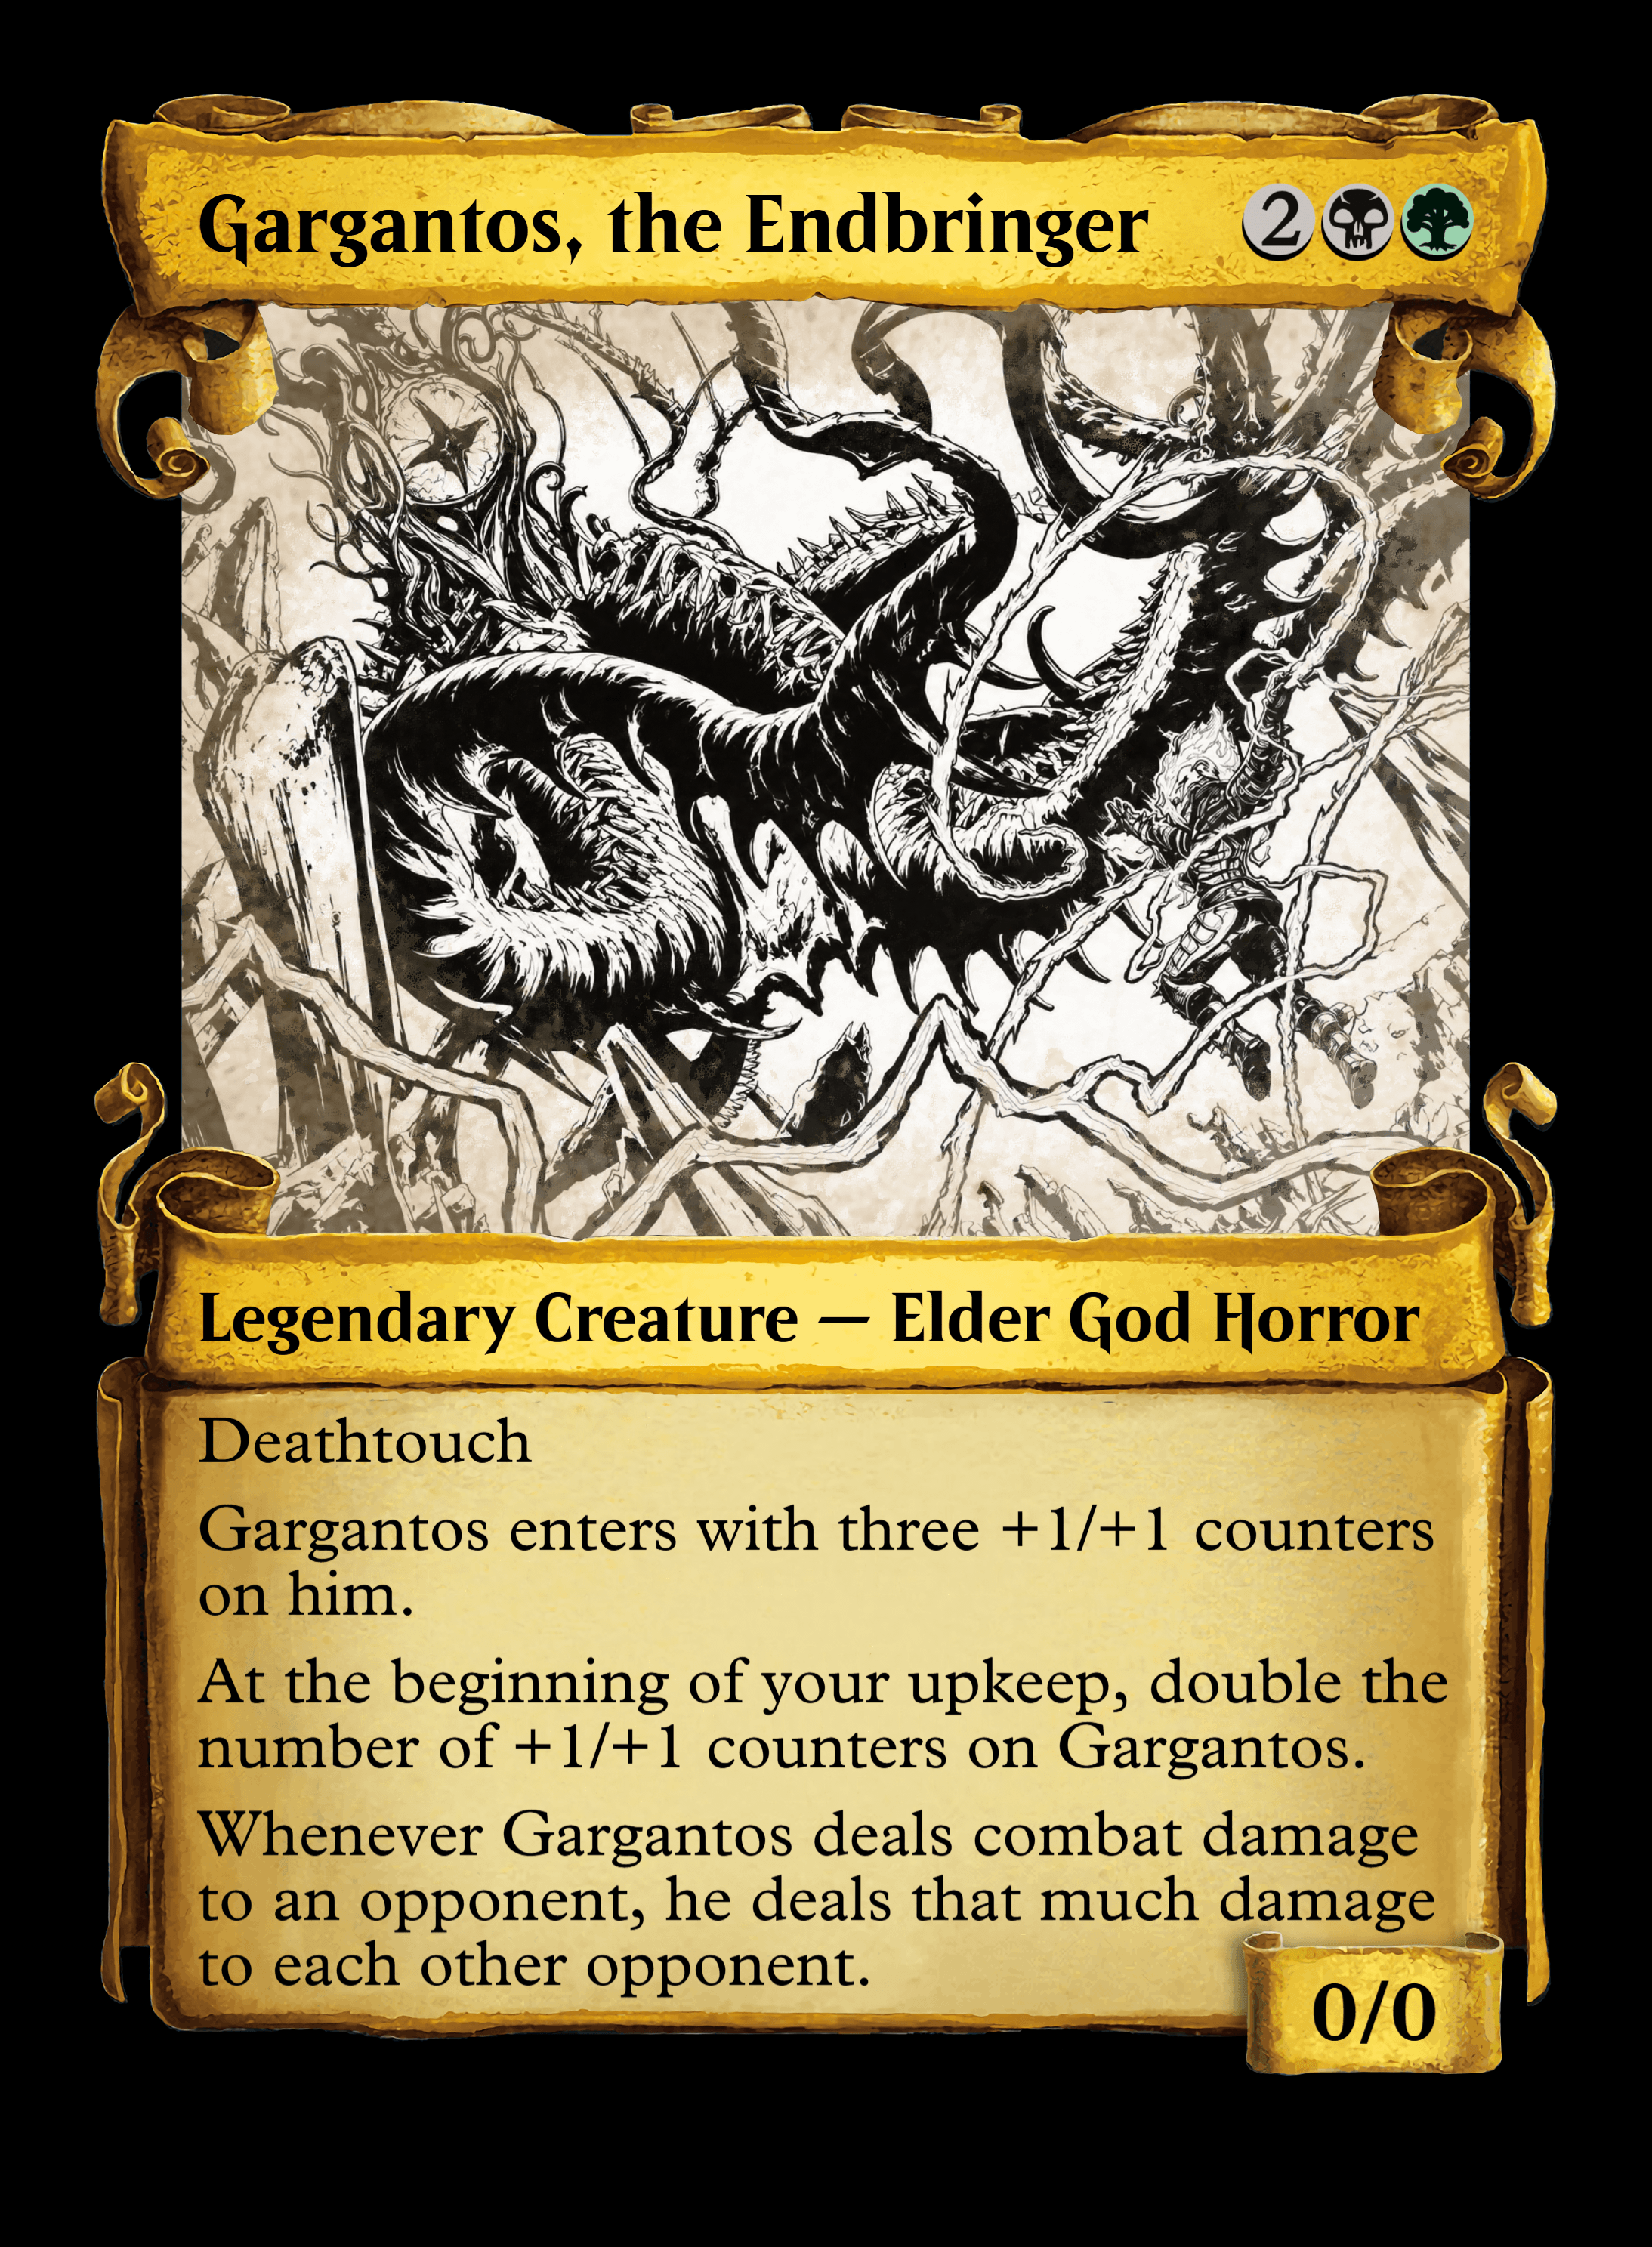 Gargantos, the Endbringer 2
Legendary Creature — Elder God Horror
Deathtouch
Gargantos enters with three +1/+1 counters
on him.
At the beginning of your upkeep, double the
number of +1/+1 counters on Gargantos.
Whenever Gargantos deals combat damage
to an opponent, he deals that much damage
to each other opponent.
0/0